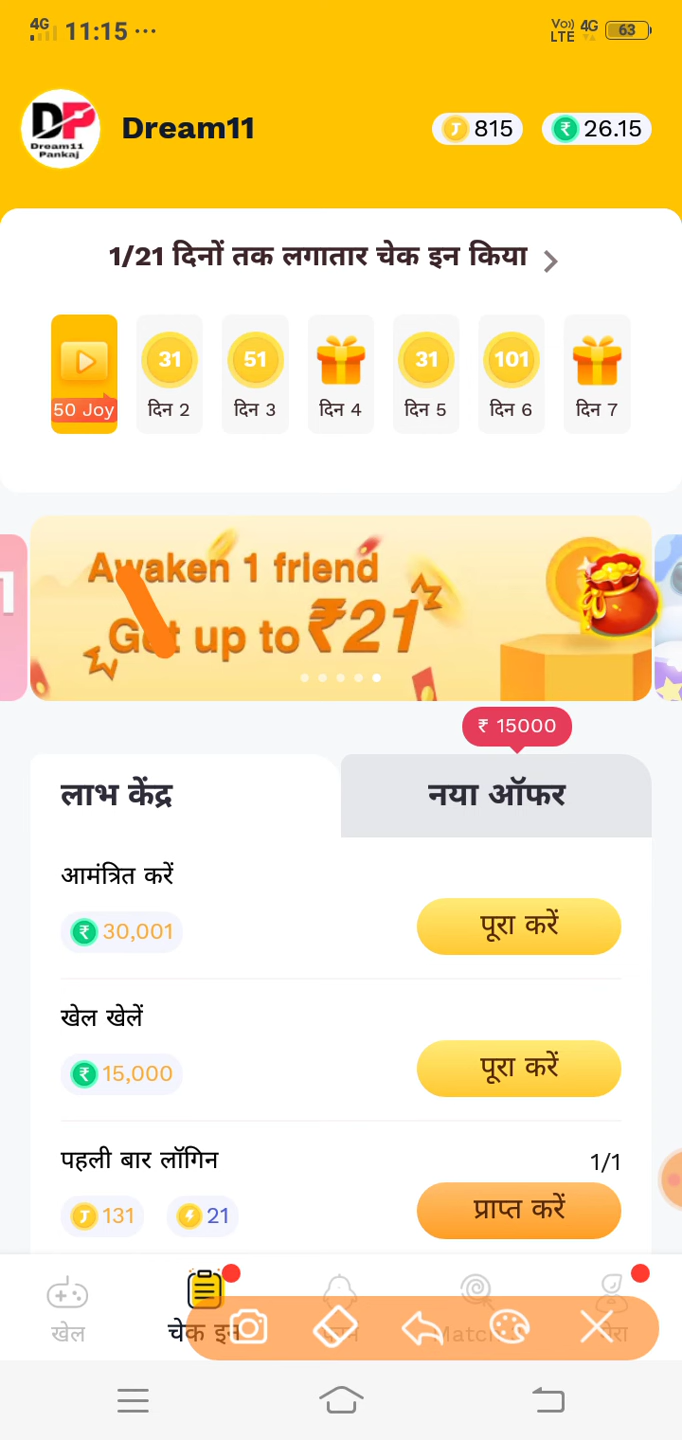 4G 11:15 ...
Vo)) LTE 4G 63
DP
Dream11
Pankaj
Dream11
815
₹ 26.15
1/21 दिनों तक लगातार चेक इन किया
31 51 31 101
50 Joy दिन 2 दिन 3 दिन 4 दिन 5 दिन 6 दिन 7
Awaken 1 friend
Get up to ₹21
₹ 15000
लाभ केंद्र
नया ऑफर
आमंत्रित करें
₹ 30,001
पूरा करें
खेल खेलें
₹ 15,000
पूरा करें
पहली बार लॉगिन
1/1
131 21
प्राप्त करें
खेल चेक इन Match